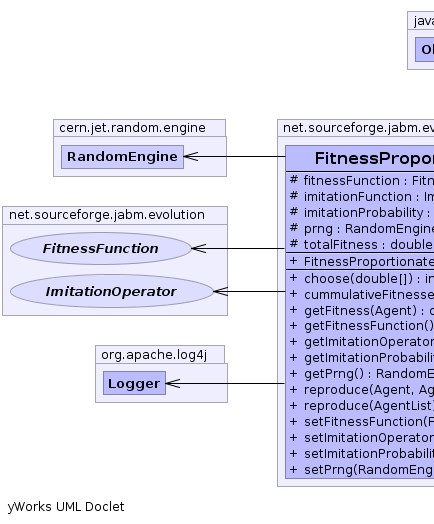 java
Ol
cern.jet.random.engine
RandomEngine
net.sourceforge.jabm.evolution
FitnessFunction
ImitationOperator
org.apache.log4j
Logger
net.sourceforge.jabm.ev
FitnessPropor
# fitnessFunction : Fitn
# imitationFunction : Im
# imitationProbability :
# prng : RandomEngine
# totalFitness : double
+ FitnessProportionate
+ choose(double[]) : in
+ cummulativeFitnesse
+ getFitness(Agent) : d
+ getFitnessFunction()
+ getImitationOperator
+ getImitationProbabilit
+ getPrng() : RandomE
+ reproduce(Agent, Ag
+ reproduce(AgentList)
+ setFitnessFunction(F
+ setImitationOperator
+ setImitationProbabilit
+ setPrng(RandomEng
yWorks UML Doclet